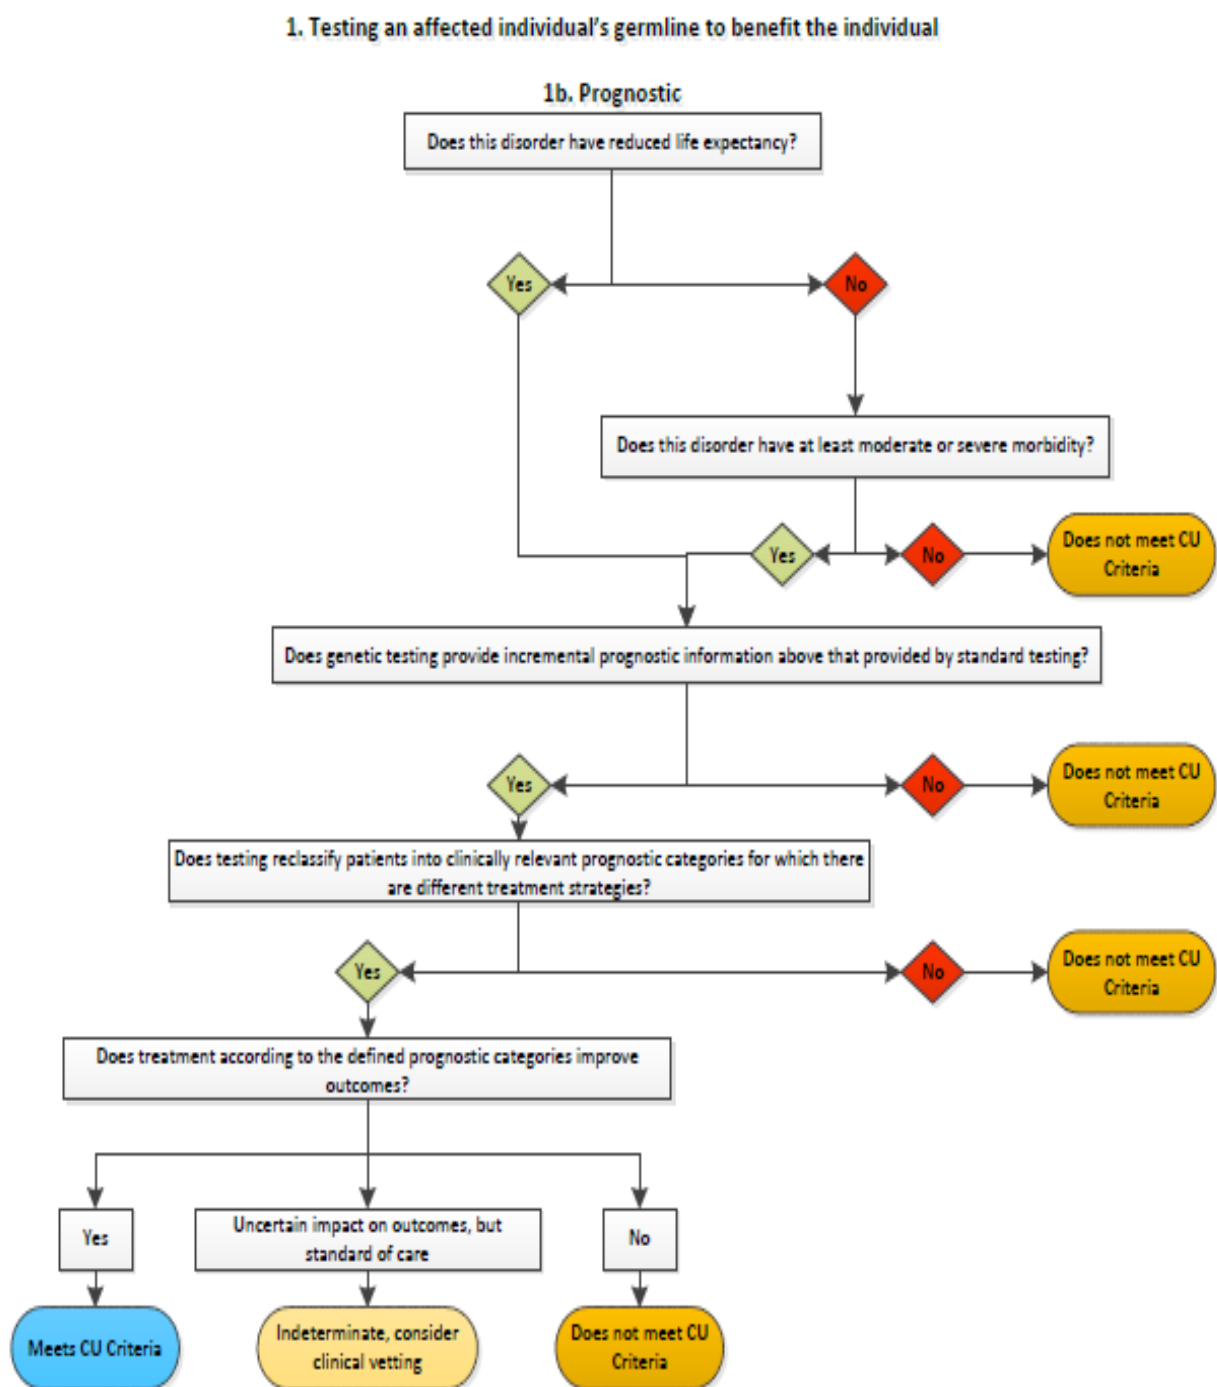 1. Testing an affected individual's germline to benefit the individual
1b. Prognostic
Does this disorder have reduced life expectancy?
Yes
No
Does this disorder have at least moderate or severe morbidity?
Yes
No
Does not meet CU
Criteria
Does genetic testing provide incremental prognostic information above that provided by standard testing?
Yes
No
Does not meet CU
Criteria
Does testing reclassify patients into clinically relevant prognostic categories for which there
are different treatment strategies?
Yes
No
Does not meet CU
Criteria
Does treatment according to the defined prognostic categories improve
outcomes?
Yes
Uncertain impact on outcomes, but
standard of care
No
Meets CU Criteria
Indeterminate, consider
clinical vetting
Does not meet CU
Criteria